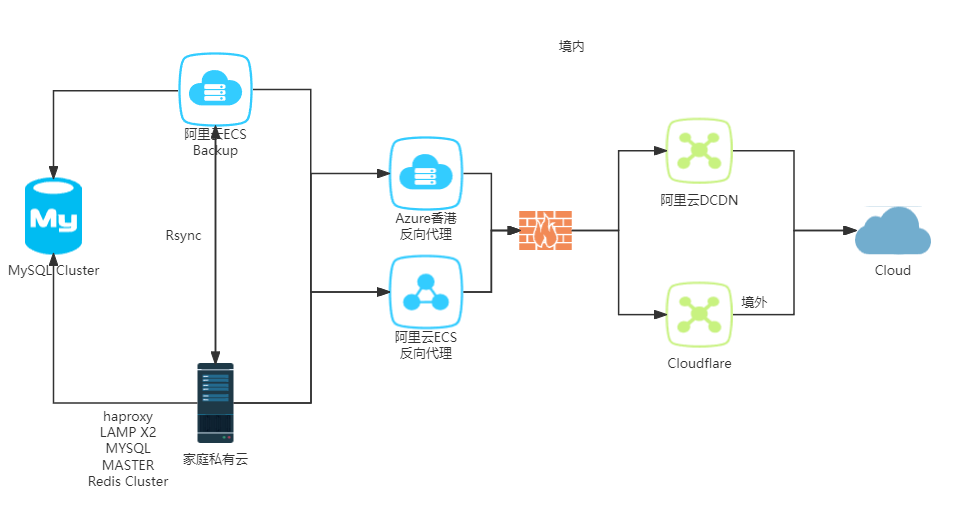 境内
阿里云ECS
Backup
My
MySQL Cluster
Rsync
Azure香港
反向代理
阿里云ECS
反向代理
阿里云DCDN
Cloud
境外
Cloudflare
haproxy
LAMP X2
MYSQL
MASTER
Redis Cluster
家庭私有云